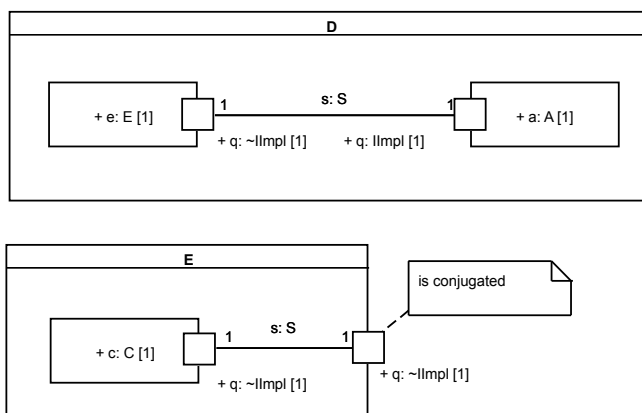 D
+ e: E [1]
1
s: S
1
+ a: A [1]
+ q: ~IImpl [1]
+ q: IImpl [1]
E
is conjugated
+ c: C [1]
1
s: S
1
+ q: ~IImpl [1]
+ q: ~IImpl [1]